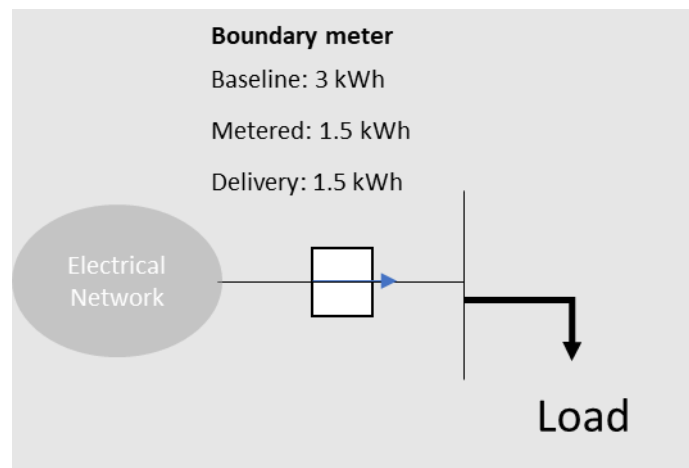 Boundary meter
Baseline: 3 kWh
Metered: 1.5 kWh
Delivery: 1.5 kWh
Electrical
Network
Load